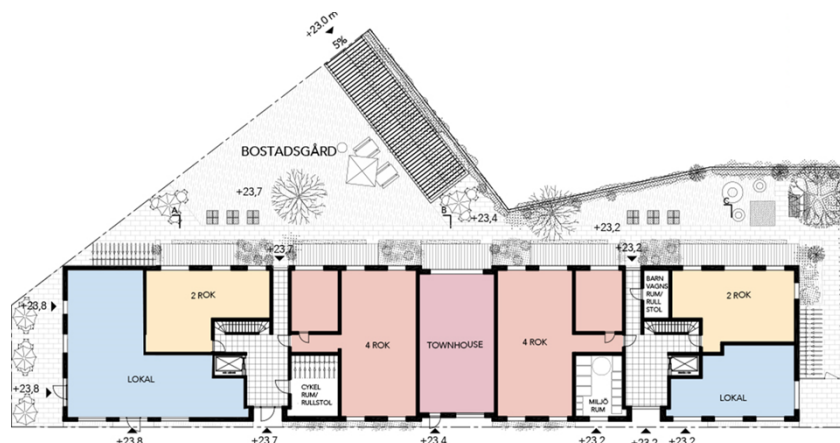 +23.0 m
5%
BOSTADSGÅRD
+23,7
A
B
+23,4
+23,2
C
+23,7
+23,2
BARN
VAGNS
RUM/
RULL
STOL
2 ROK
2 ROK
+23,8
4 ROK
TOWNHOUSE
4 ROK
LOKAL
CYKEL
RUM/
RULLSTOL
MILJÖ
RUM
LOKAL
+23,8
+23.8
+23.7
+23.4
+23.2
+23.2
+23.2